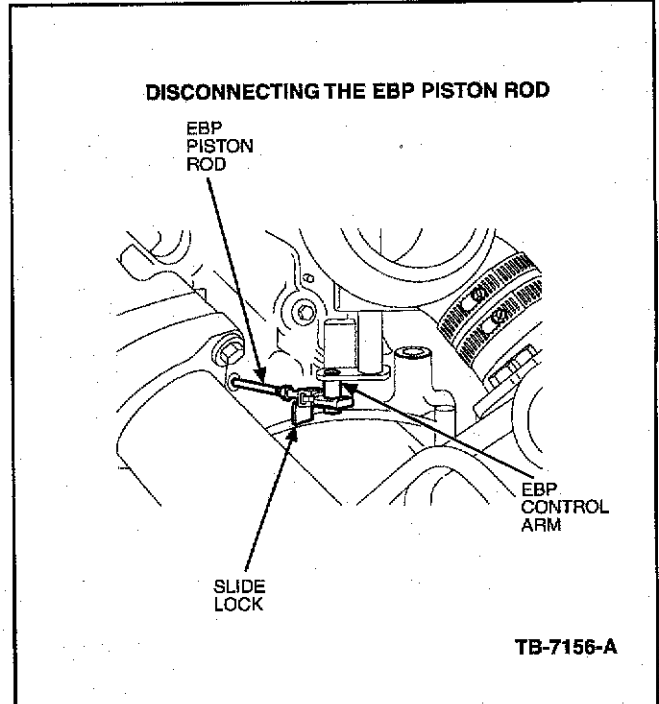 DISCONNECTING THE EBP PISTON ROD
EBP
PISTON
ROD
EBP
CONTROL
ARM
SLIDE
LOCK
TB-7156-A